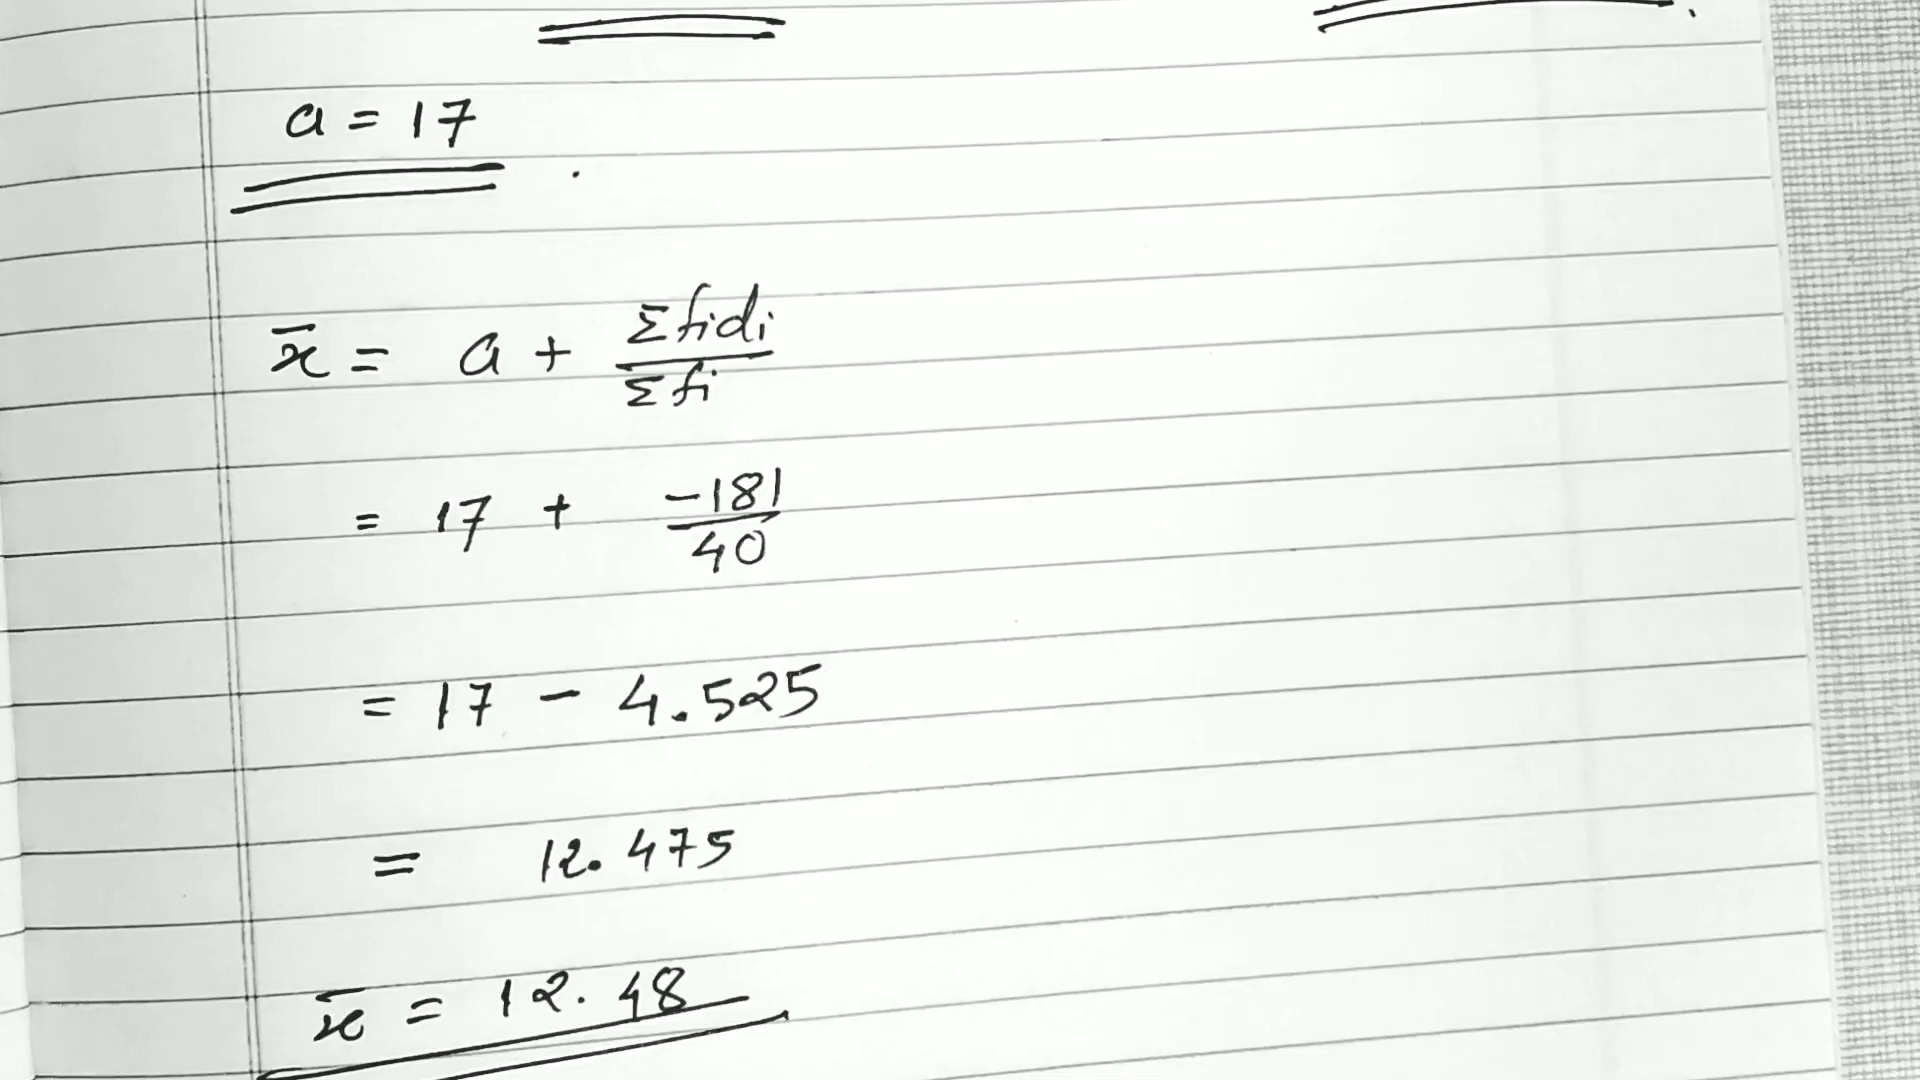 a = 17
x̄ = a + Σfidi / Σfi
= 17 + -181 / 40
= 17 - 4.525
= 12.475
x̄ = 12.48